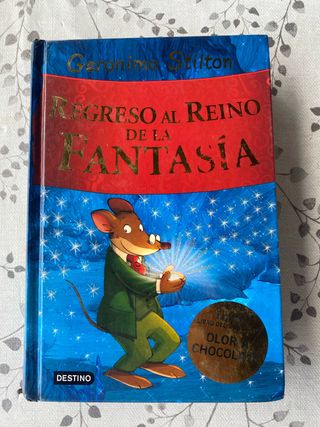 Geronimo Stilton
REGRESO AL REINO
DE LA
FANTASÍA
OLOR A
CHOCOLATE
DESTINO